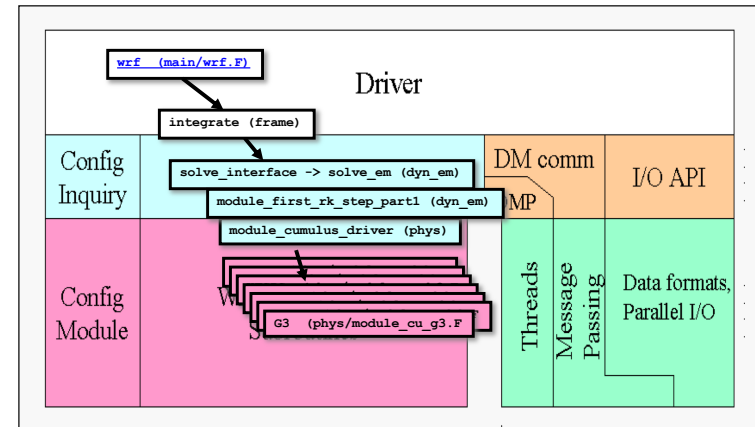 wrf (main/wrf.F)
Driver
integrate (frame)
Config
Inquiry
solve_interface -> solve_em (dyn_em)
module_first_rk_step_part1 (dyn_em)
module_cumulus_driver (phys)
DM comm
OMP
I/O API
Config
Module
G3 (phys/module_cu_g3.F
Threads
Message
Passing
Data formats,
Parallel I/O